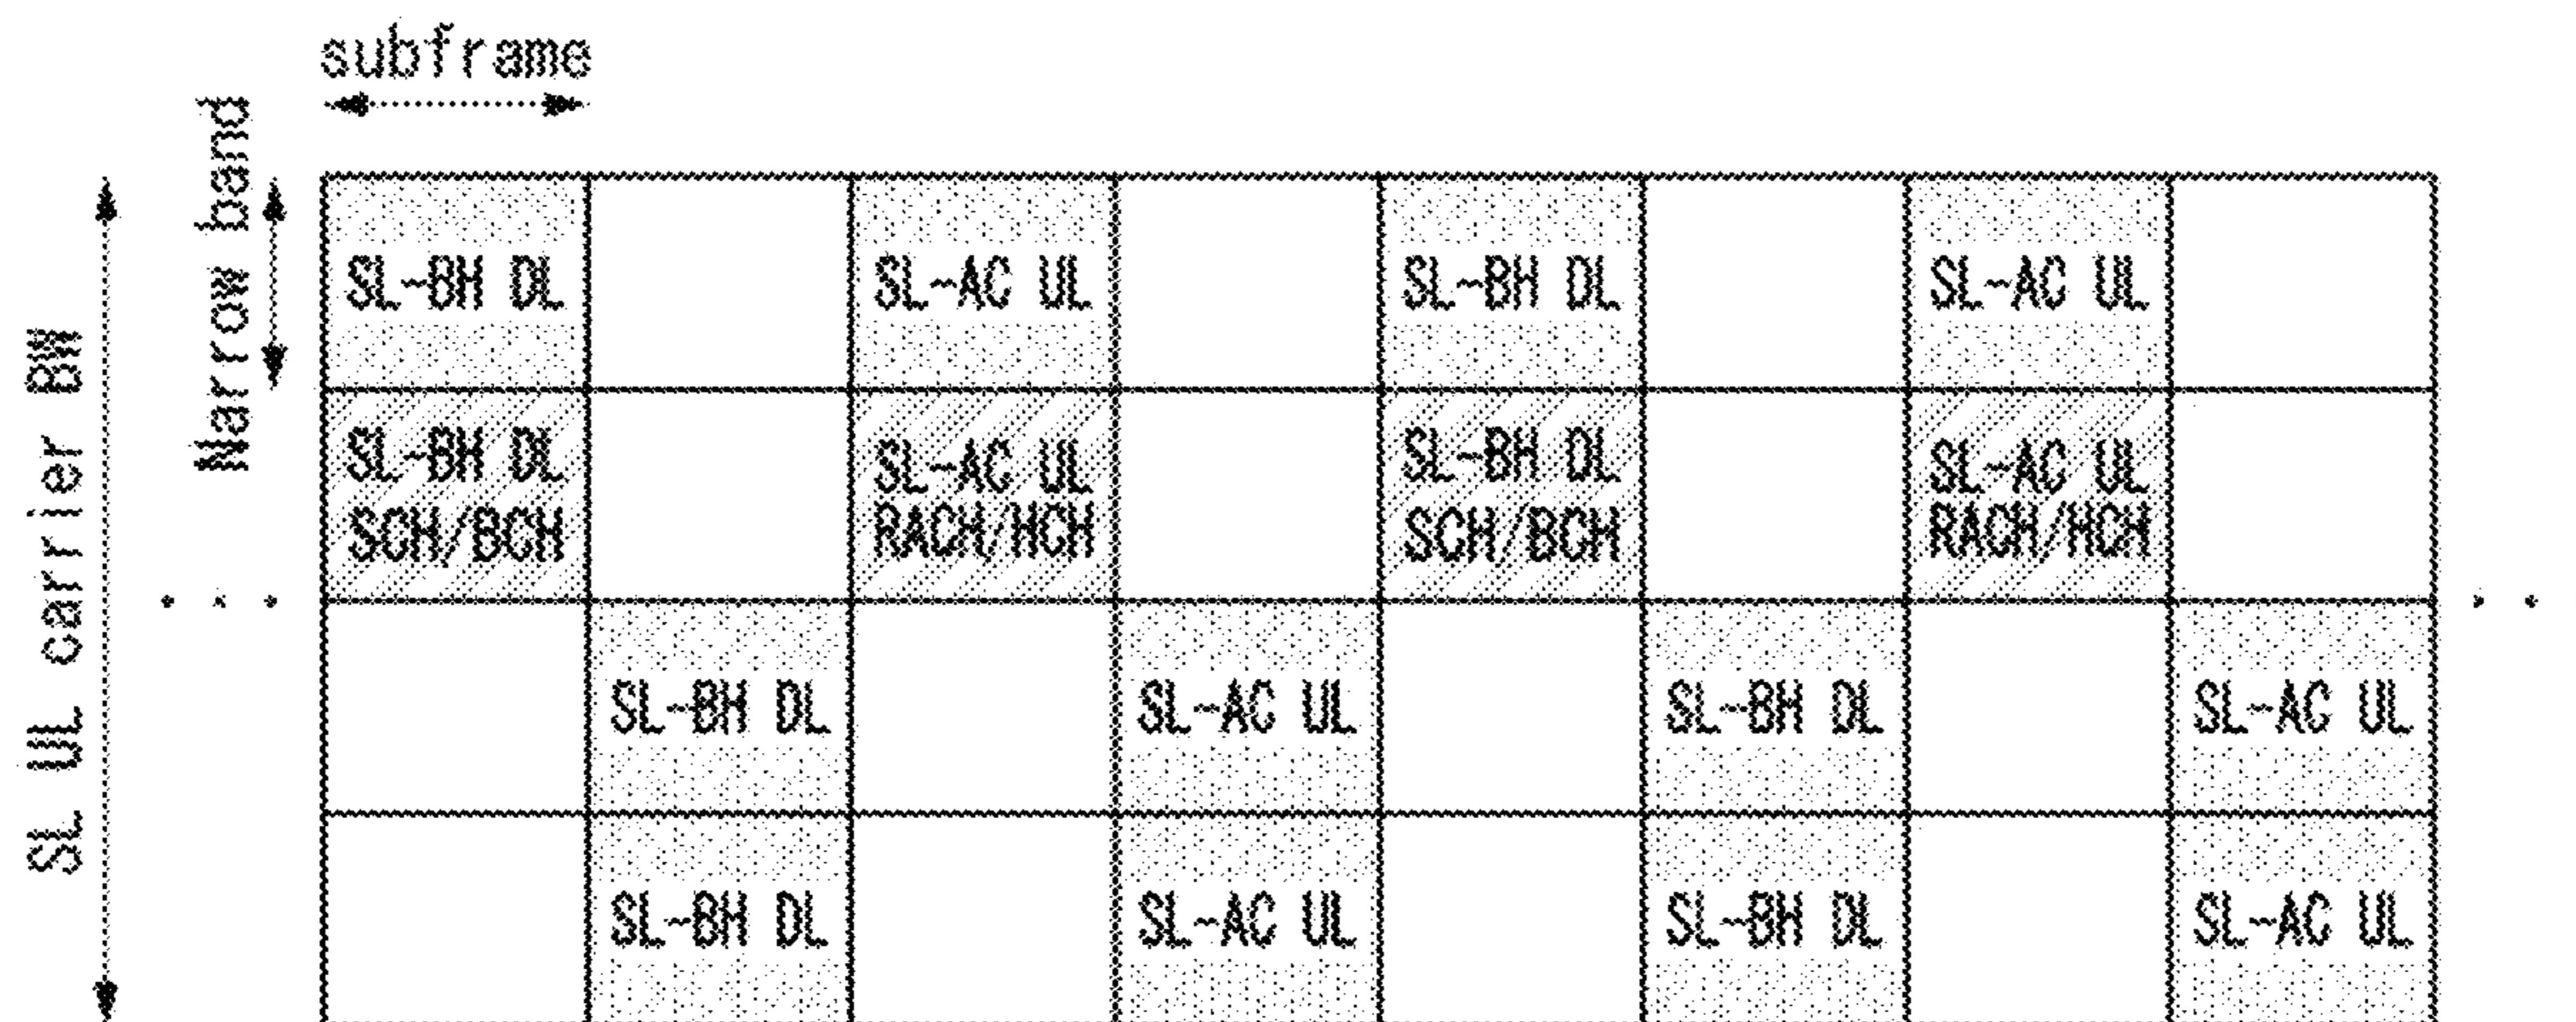 subframe
Narrow band
SL UL carrier BW
SL-BH DL
SL-AC UL
SL-BH DL
SL-AC UL
SL-BH DL
SCH/BCH
SL-AC UL
RACH/HCH
SL-BH DL
SCH/BCH
SL-AC UL
RACH/HCH
SL-BH DL
SL-AC UL
SL-BH DL
SL-AC UL
SL-BH DL
SL-AC UL
SL-BH DL
SL-AC UL